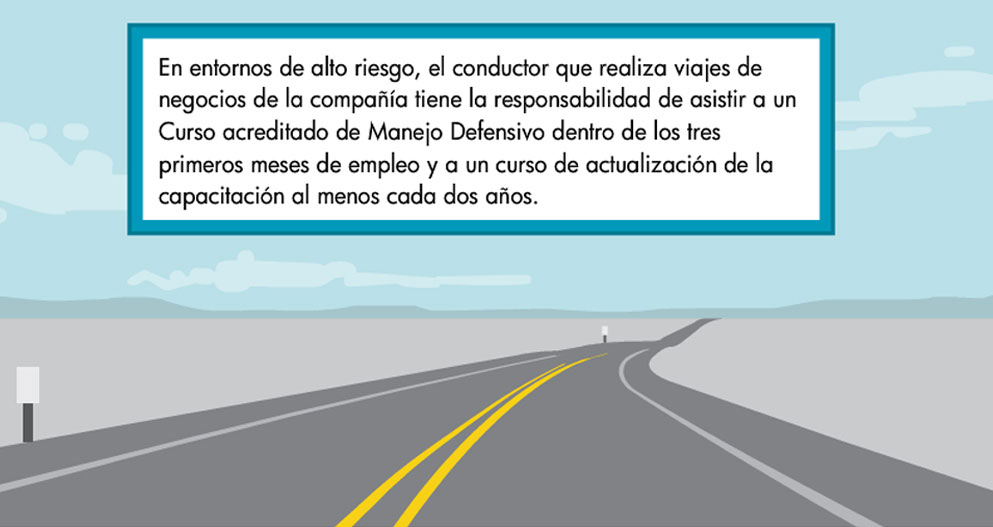 En entornos de alto riesgo, el conductor que realiza viajes de
negocios de la compañía tiene la responsabilidad de asistir a un
Curso acreditado de Manejo Defensivo dentro de los tres
primeros meses de empleo y a un curso de actualización de la
capacitación al menos cada dos años.